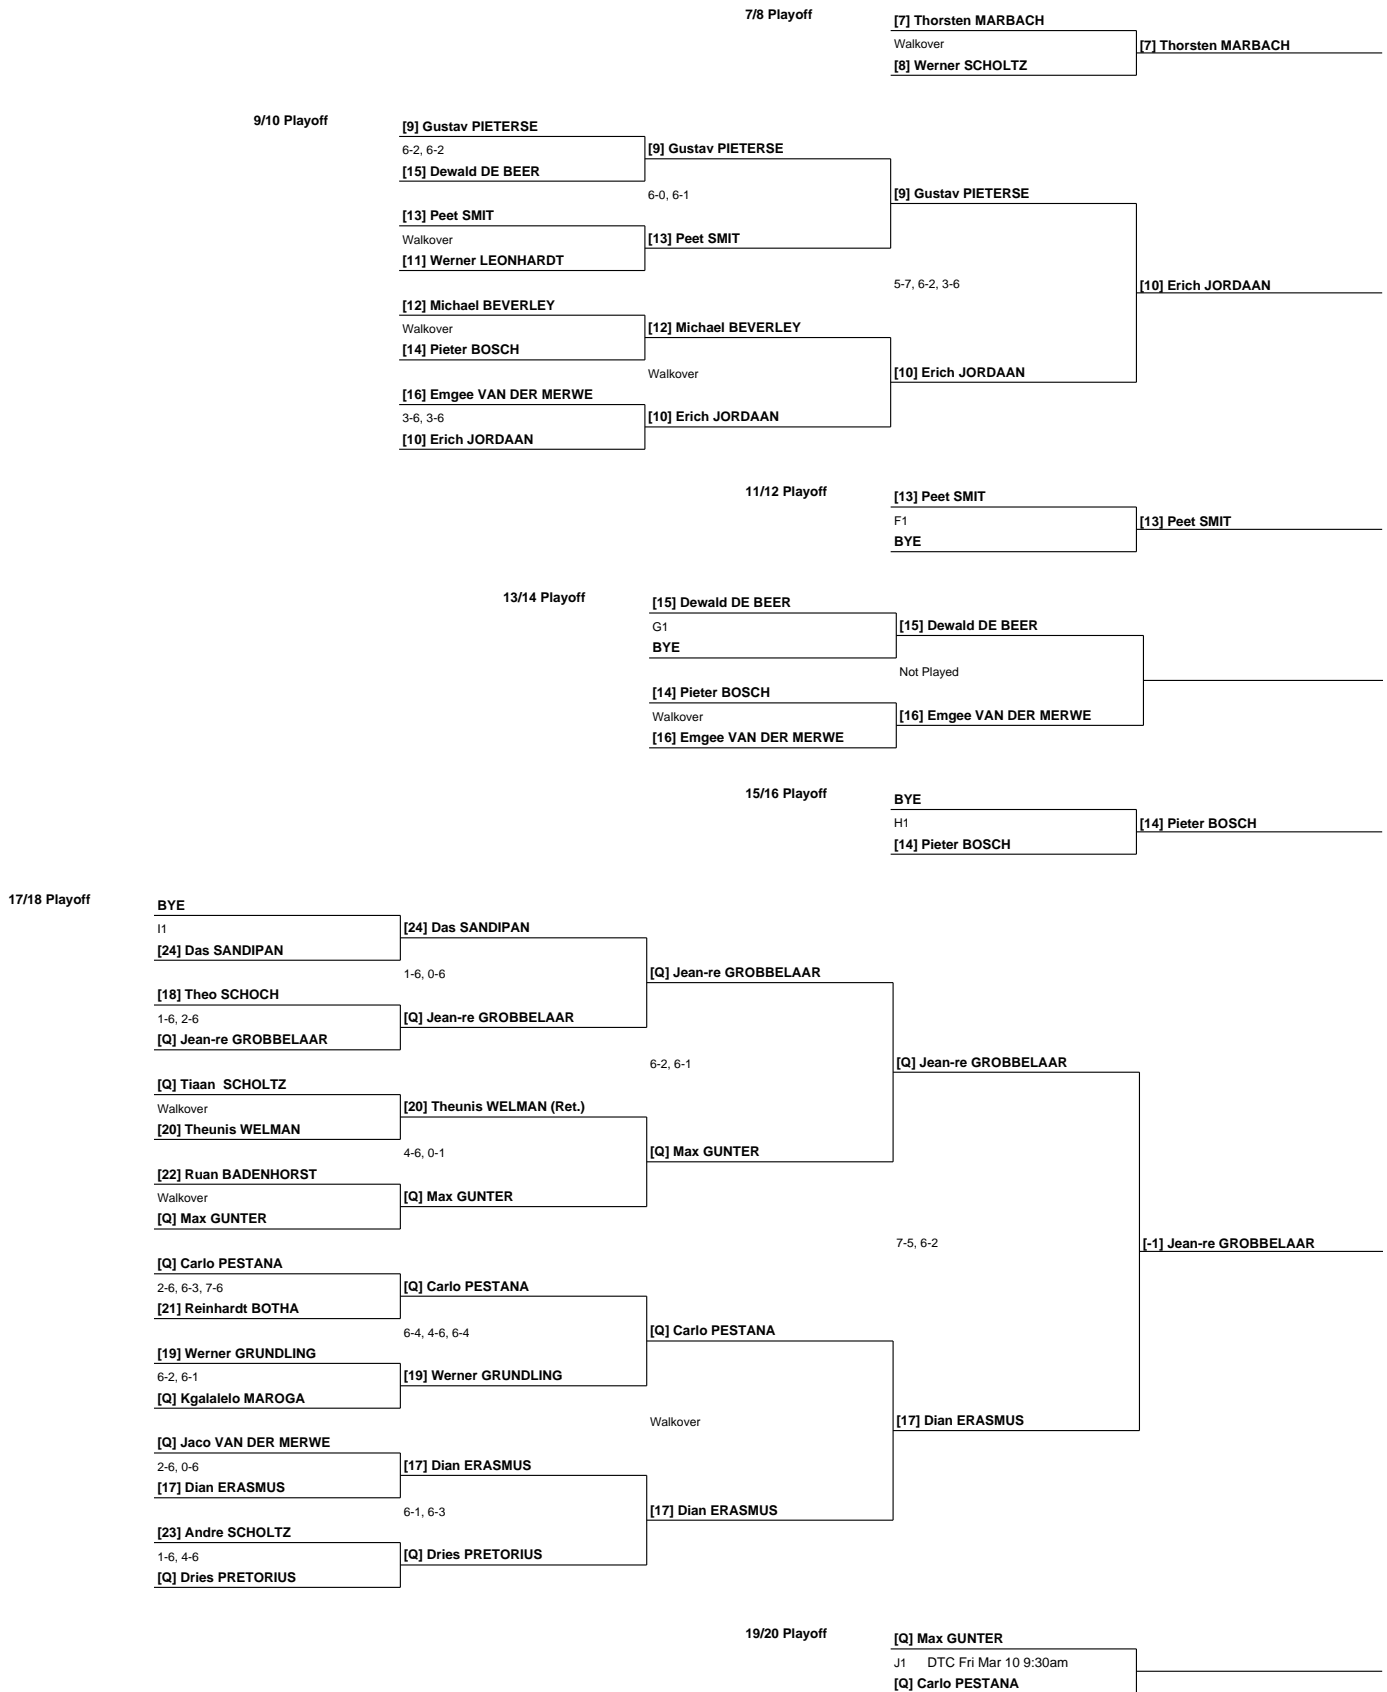 7/8 Playoff
[7] Thorsten MARBACH
Walkover
[7] Thorsten MARBACH
[8] Werner SCHOLTZ
9/10 Playoff
[9] Gustav PIETERSE
6-2, 6-2
[9] Gustav PIETERSE
[15] Dewald DE BEER
6-0, 6-1
[9] Gustav PIETERSE
[13] Peet SMIT
Walkover
[13] Peet SMIT
[11] Werner LEONHARDT
5-7, 6-2, 3-6
[10] Erich JORDAAN
[12] Michael BEVERLEY
Walkover
[12] Michael BEVERLEY
[14] Pieter BOSCH
Walkover
[10] Erich JORDAAN
[16] Emgee VAN DER MERWE
3-6, 3-6
[10] Erich JORDAAN
[10] Erich JORDAAN
11/12 Playoff
[13] Peet SMIT
F1
[13] Peet SMIT
BYE
13/14 Playoff
[15] Dewald DE BEER
G1
[15] Dewald DE BEER
BYE
Not Played
[14] Pieter BOSCH
Walkover
[16] Emgee VAN DER MERWE
[16] Emgee VAN DER MERWE
15/16 Playoff
BYE
H1
[14] Pieter BOSCH
[14] Pieter BOSCH
17/18 Playoff
BYE
I1
[24] Das SANDIPAN
[24] Das SANDIPAN
1-6, 0-6
[Q] Jean-re GROBBELAAR
[18] Theo SCHOCH
1-6, 2-6
[Q] Jean-re GROBBELAAR
[Q] Jean-re GROBBELAAR
6-2, 6-1
[Q] Jean-re GROBBELAAR
[Q] Tiaan  SCHOLTZ
Walkover
[20] Theunis WELMAN (Ret.)
[20] Theunis WELMAN
4-6, 0-1
[Q] Max GUNTER
[22] Ruan BADENHORST
Walkover
[Q] Max GUNTER
[Q] Max GUNTER
7-5, 6-2
[-1] Jean-re GROBBELAAR
[Q] Carlo PESTANA
2-6, 6-3, 7-6
[Q] Carlo PESTANA
[21] Reinhardt BOTHA
6-4, 4-6, 6-4
[Q] Carlo PESTANA
[19] Werner GRUNDLING
6-2, 6-1
[19] Werner GRUNDLING
[Q] Kgalalelo MAROGA
Walkover
[17] Dian ERASMUS
[Q] Jaco VAN DER MERWE
2-6, 0-6
[17] Dian ERASMUS
[17] Dian ERASMUS
6-1, 6-3
[17] Dian ERASMUS
[23] Andre SCHOLTZ
1-6, 4-6
[Q] Dries PRETORIUS
[Q] Dries PRETORIUS
19/20 Playoff
[Q] Max GUNTER
J1 DTC Fri Mar 10 9:30am
[Q] Carlo PESTANA